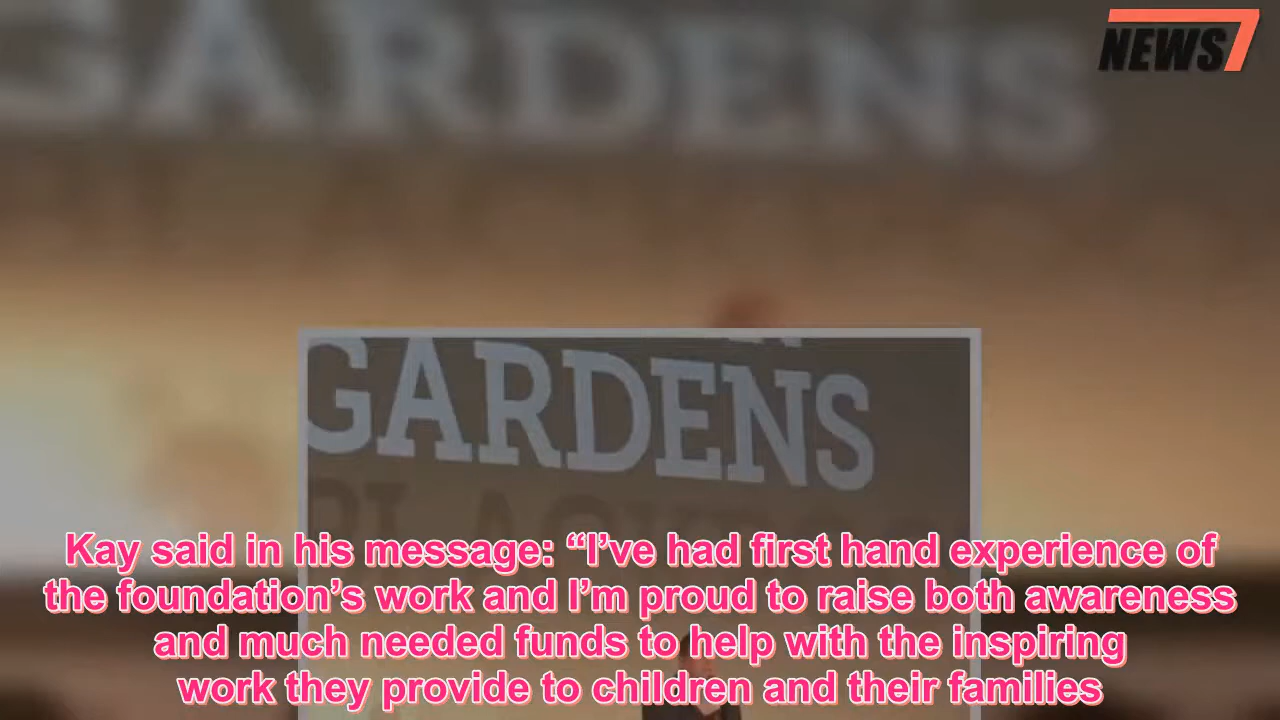 GARDENS
NEWS7
GARDENS
Kay said in his message: “I’ve had first hand experience of
the foundation’s work and I’m proud to raise both awareness
and much needed funds to help with the inspiring
work they provide to children and their families